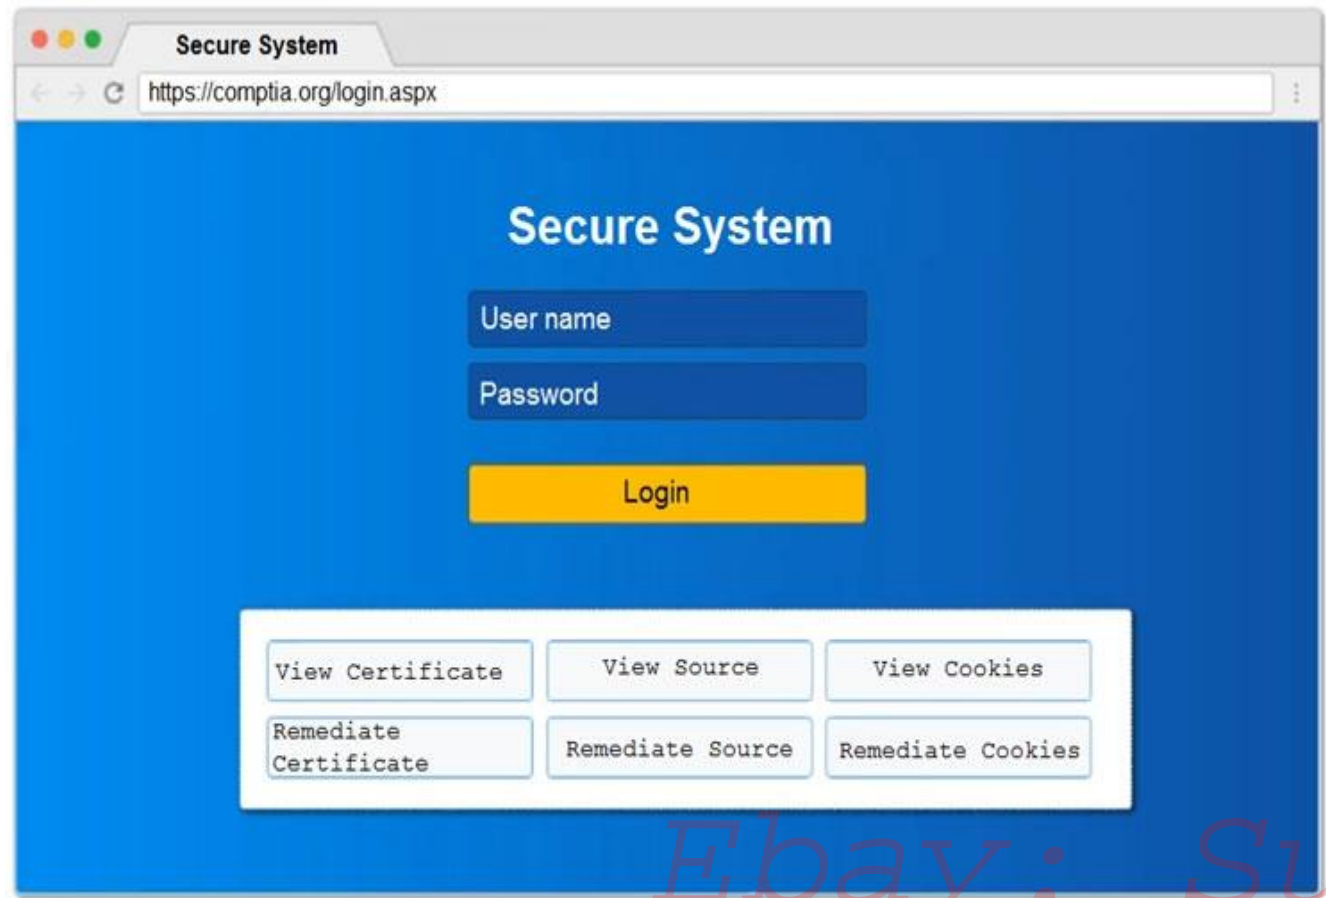 Secure System
https://comptia.org/login.aspx
Secure System
User name
Password
Login
View Certificate
View Source
View Cookies
Remediate
Certificate
Remediate Source
Remediate Cookies
Ebay: